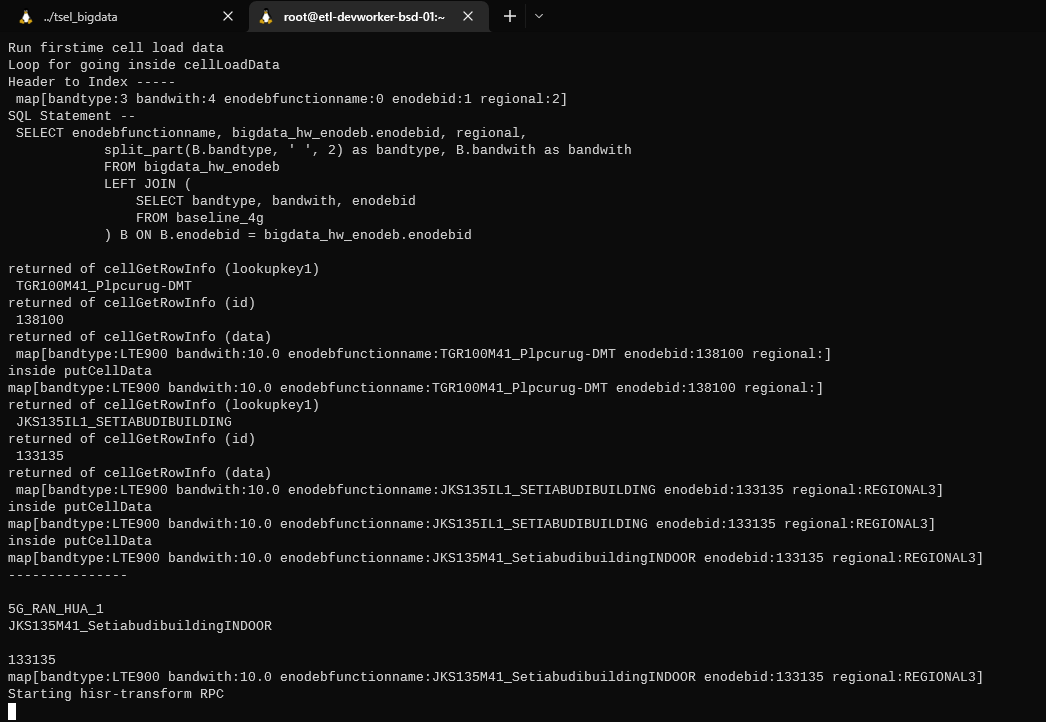 ../tsel_bigdata
root@etl-devworker-bsd-01:~
Run firstime cell load data
Loop for going inside cellLoadData
Header to Index -----
map[bandtype:3 bandwith:4 enodebfunctionname:0 enodebid:1 regional:2]
SQL Statement --
SELECT enodebfunctionname, bigdata_hw_enodeb.enodebid, regional,
split_part(B.bandtype, ' ', 2) as bandtype, B.bandwith as bandwith
FROM bigdata_hw_enodeb
LEFT JOIN (
SELECT bandtype, bandwith, enodebid
FROM baseline_4g
) B ON B.enodebid = bigdata_hw_enodeb.enodebid
returned of cellGetRowInfo (lookupkey1)
TGR100M41_Plpcurug-DMT
returned of cellGetRowInfo (id)
138100
returned of cellGetRowInfo (data)
map[bandtype:LTE900 bandwith:10.0 enodebfunctionname:TGR100M41_Plpcurug-DMT enodebid:138100 regional:]
inside putCellData
map[bandtype:LTE900 bandwith:10.0 enodebfunctionname:TGR100M41_Plpcurug-DMT enodebid:138100 regional:]
returned of cellGetRowInfo (lookupkey1)
JKS135IL1_SETIABUDIBUILDING
returned of cellGetRowInfo (id)
133135
returned of cellGetRowInfo (data)
map[bandtype:LTE900 bandwith:10.0 enodebfunctionname:JKS135IL1_SETIABUDIBUILDING enodebid:133135 regional:REGIONAL3]
inside putCellData
map[bandtype:LTE900 bandwith:10.0 enodebfunctionname:JKS135IL1_SETIABUDIBUILDING enodebid:133135 regional:REGIONAL3]
inside putCellData
map[bandtype:LTE900 bandwith:10.0 enodebfunctionname:JKS135M41_SetiabudibuildingINDOOR enodebid:133135 regional:REGIONAL3]
---------------
5G_RAN_HUA_1
JKS135M41_SetiabudibuildingINDOOR
133135
map[bandtype:LTE900 bandwith:10.0 enodebfunctionname:JKS135M41_SetiabudibuildingINDOOR enodebid:133135 regional:REGIONAL3]
Starting hisr-transform RPC